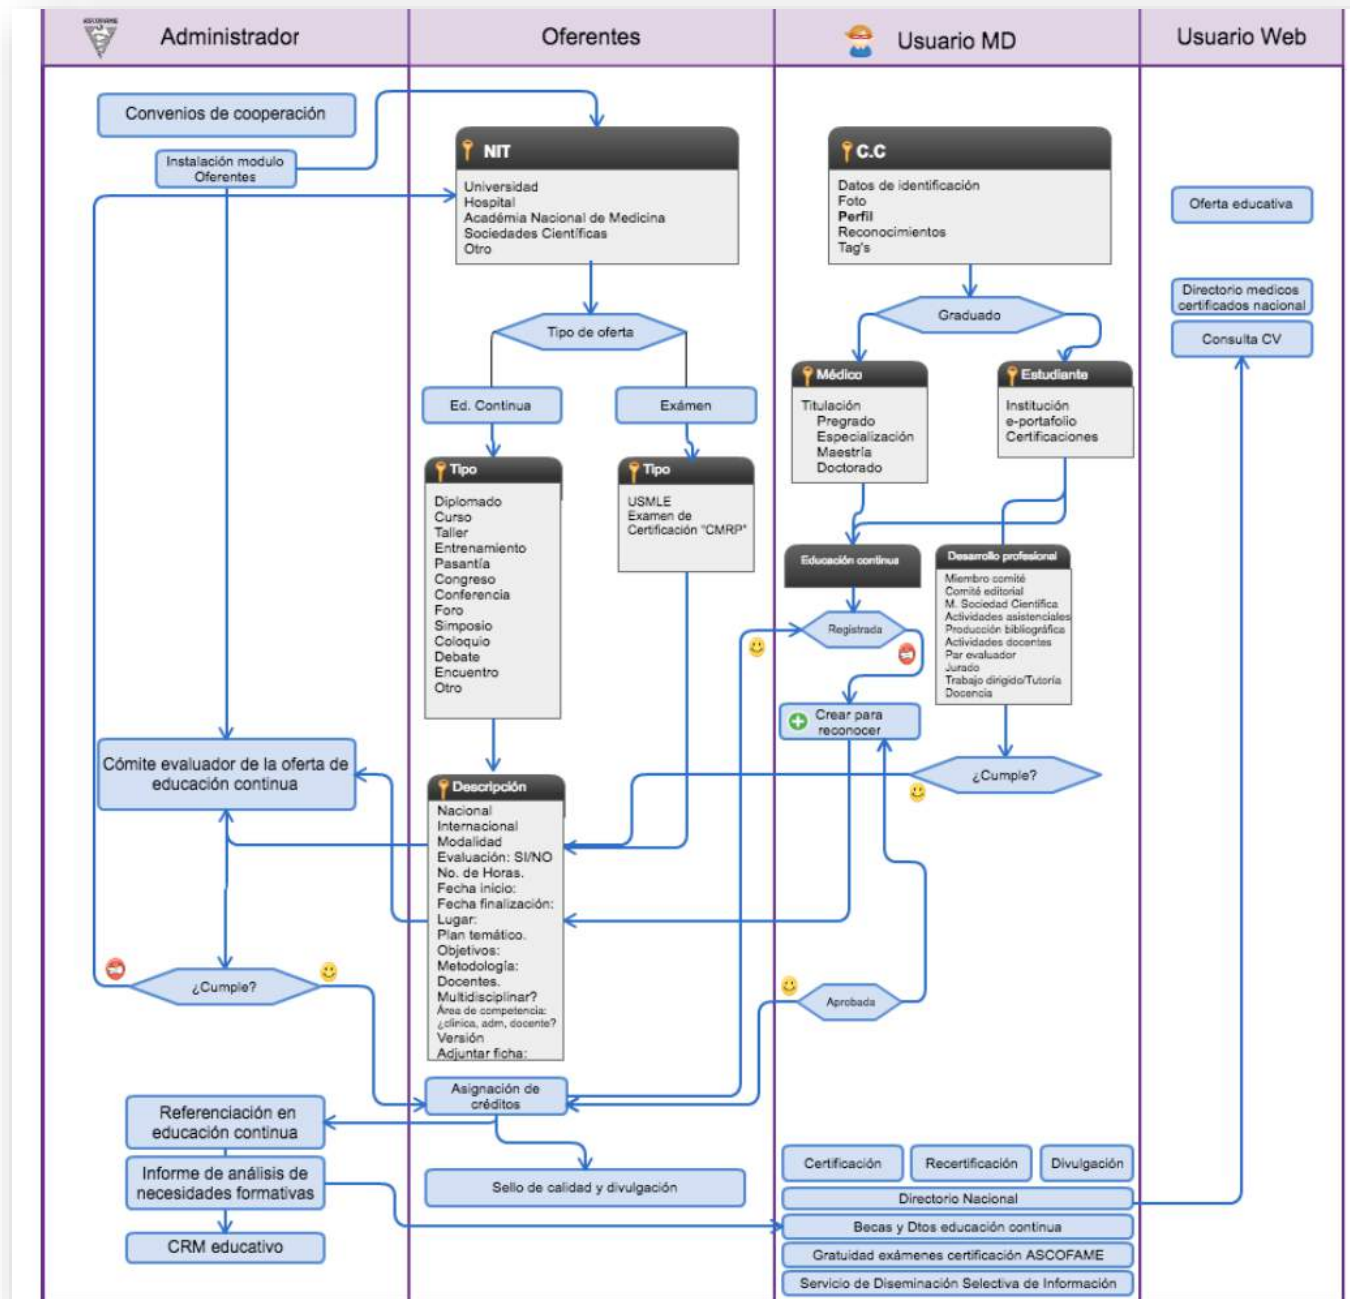 ASCOFAME
Administrador
Oferentes
Usuario MD
Usuario Web
Convenios de cooperación
Instalación modulo
Oferentes
NIT
Universidad
Hospital
Académia Nacional de Medicina
Sociedades Científicas
Otro
C.C
Datos de identificación
Foto
Perfil
Reconocimientos
Tag's
Oferta educativa
Directorio medicos
certificados nacional
Consulta CV
Tipo de oferta
Graduado
Ed. Continua
Exámen
Médico
Titulación
Pregrado
Especialización
Maestría
Doctorado
Estudiante
Institución
e-portafolio
Certificaciones
Tipo
Diplomado
Curso
Taller
Entrenamiento
Pasantía
Congreso
Conferencia
Foro
Simposio
Coloquio
Debate
Encuentro
Otro
Tipo
USMLE
Examen de
Certificación "CMRP"
Educación continua
Desarrollo profesional
Miembro comité
Comité editorial
M. Sociedad Científica
Actividades asistenciales
Producción bibliográfica
Actividades docentes
Par evaluador
Jurado
Trabajo dirigido/Tutoría
Docencia
Registrada
Crear para
reconocer
¿Cumple?
Cómite evaluador de la oferta de
educación continua
Descripción
Nacional
Internacional
Modalidad
Evaluación: SI/NO
No. de Horas.
Fecha inicio:
Fecha finalización:
Lugar:
Plan temático.
Objetivos:
Metodología:
Docentes.
Multidisciplinar?
Área de competencia:
¿clinica, adm, docente?
Versión
Adjuntar ficha:
¿Cumple?
Aprobada
Asignación de
créditos
Referenciación en
educación continua
Informe de análisis de
necesidades formativas
CRM educativo
Sello de calidad y divulgación
Certificación
Recertificación
Divulgación
Directorio Nacional
Becas y Dtos educación continua
Gratuidad exámenes certificación ASCOFAME
Servicio de Diseminación Selectiva de Información